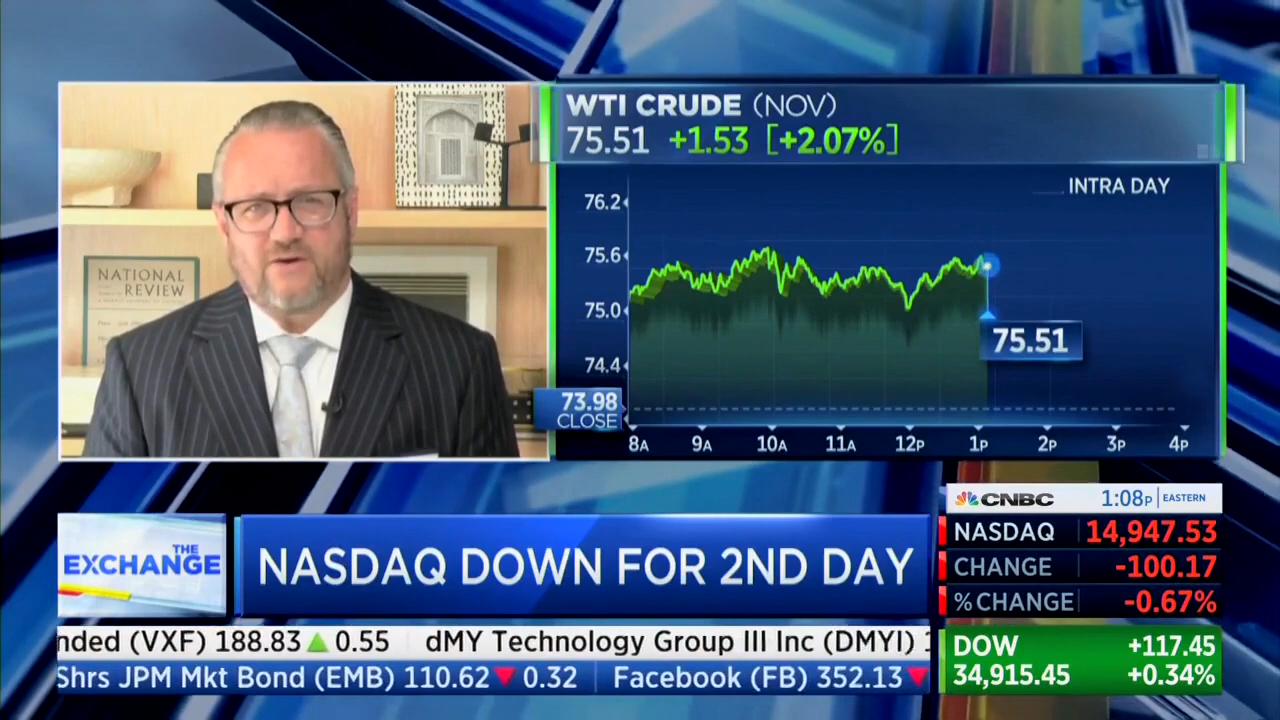 WTI CRUDE (NOV)
75.51 +1.53 [+2.07%]
INTRA DAY
76.2
75.6
75.0
74.4
75.51
73.98
CLOSE
8A 9A 10A 11A 12P 1P 2P 3P 4P
NATIONAL
REVIEW
THE
EXCHANGE
NASDAQ DOWN FOR 2ND DAY
CNBC 1:08P EASTERN
NASDAQ 14,947.53
CHANGE -100.17
% CHANGE -0.67%
DOW +117.45
34,915.45 +0.34%
nded (VXF) 188.83 ▲ 0.55 dMY Technology Group III Inc (DMYI)
Shrs JPM Mkt Bond (EMB) 110.62 ▼ 0.32 Facebook (FB) 352.13 ▼